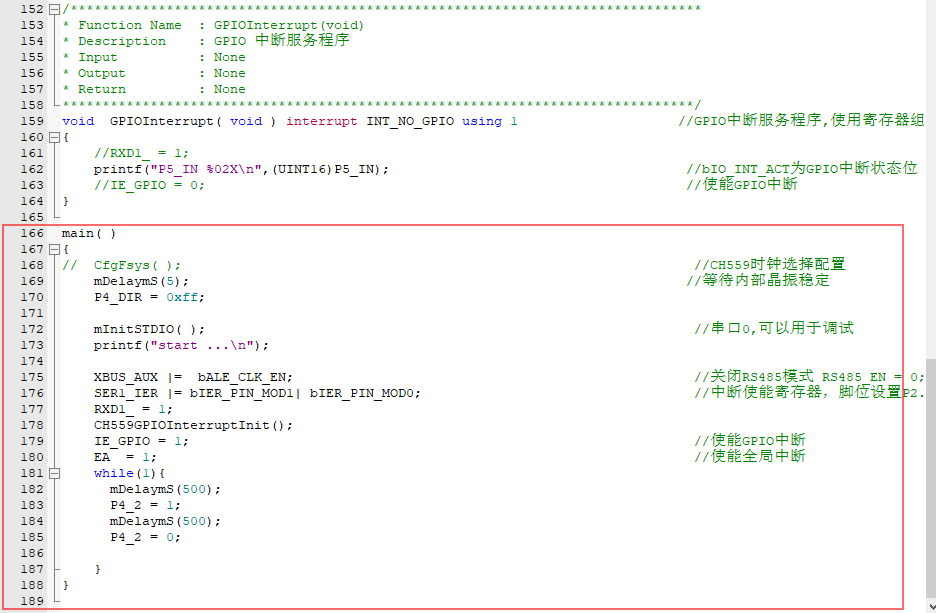 152 /******************************************************************************
153 * Function Name  : GPIOInterrupt(void)
154 * Description    : GPIO 中断服务程序
155 * Input          : None
156 * Output         : None
157 * Return         : None
158 ******************************************************************************/
159 void  GPIOInterrupt( void ) interrupt INT_NO_GPIO using 1                    //GPIO中断服务程序,使用寄存器组
160 {
161     //RXD1_ = 1;
162     printf("P5_IN %02X\n",(UINT16)P5_IN);                                     //bIO_INT_ACT为GPIO中断状态位
163     //IE_GPIO = 0;                                                            //使能GPIO中断
164 }
165
166 main( )
167 {
168 //  CfgFsys( );                                                                //CH559时钟选择配置
169     mDelaymS(5);                                                              //等待内部晶振稳定
170     P4_DIR = 0xff;
171
172     mInitSTDIO( );                                                             //串口0,可以用于调试
173     printf("start ...\n");
174
175     XBUS_AUX |=  bALE_CLK_EN;                                                  //关闭RS485模式 RS485_EN = 0;
176     SER1_IER |= bIER_PIN_MOD1| bIER_PIN_MOD0;                                  //中断使能寄存器, 脚位设置P2.
177     RXD1_ = 1;
178     CH559GPIOInterruptInit();
179     IE_GPIO = 1;                                                               //使能GPIO中断
180     EA  = 1;                                                                   //使能全局中断
181     while(1){
182       mDelaymS(500);
183       P4_2 = 1;
184       mDelaymS(500);
185       P4_2 = 0;
186
187     }
188 }
189